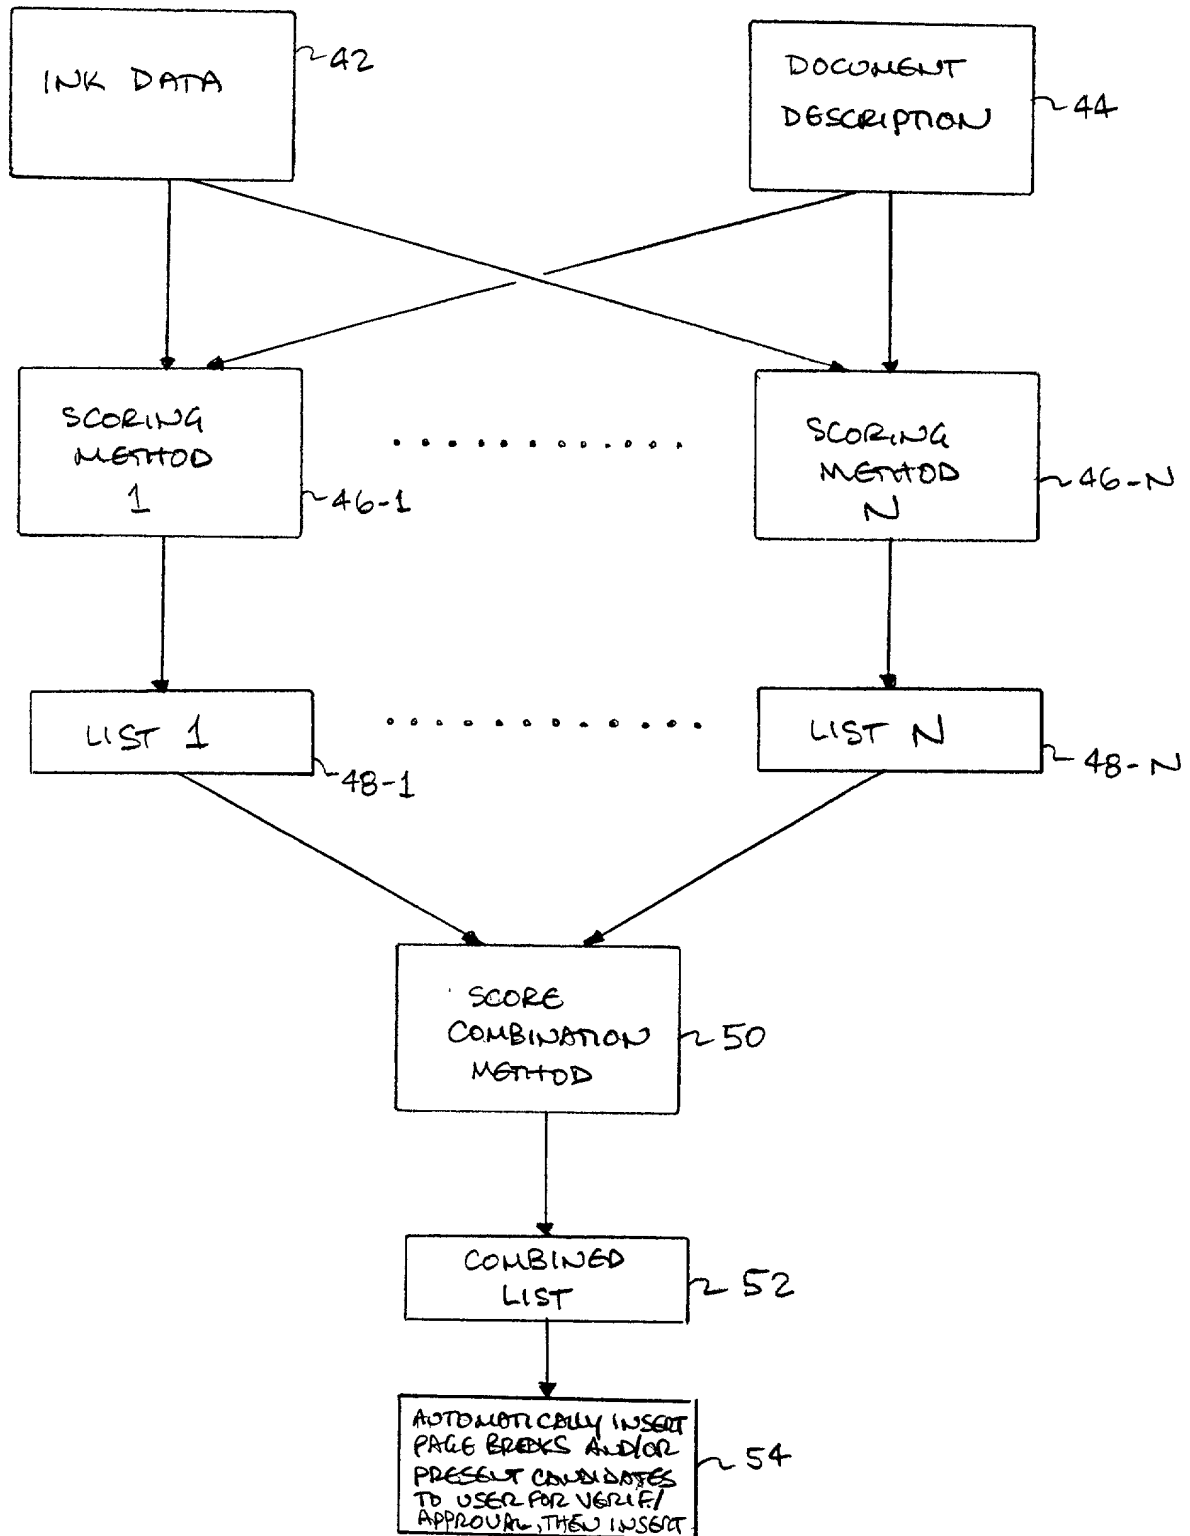 INK DATA
42
DOCUMENT
DESCRIPTION
44
SCORING
METHOD
1
46-1
SCORING
METHOD
N
46-N
LIST 1
48-1
LIST N
48-N
SCORE
COMBINATION
METHOD
50
COMBINED
LIST
52
AUTOMATICALLY INSERT
PAGE BREAKS AND/OR
PRESENT CANDIDATES
TO USER FOR VERIF/
APPROVAL, THEN INSERT
54